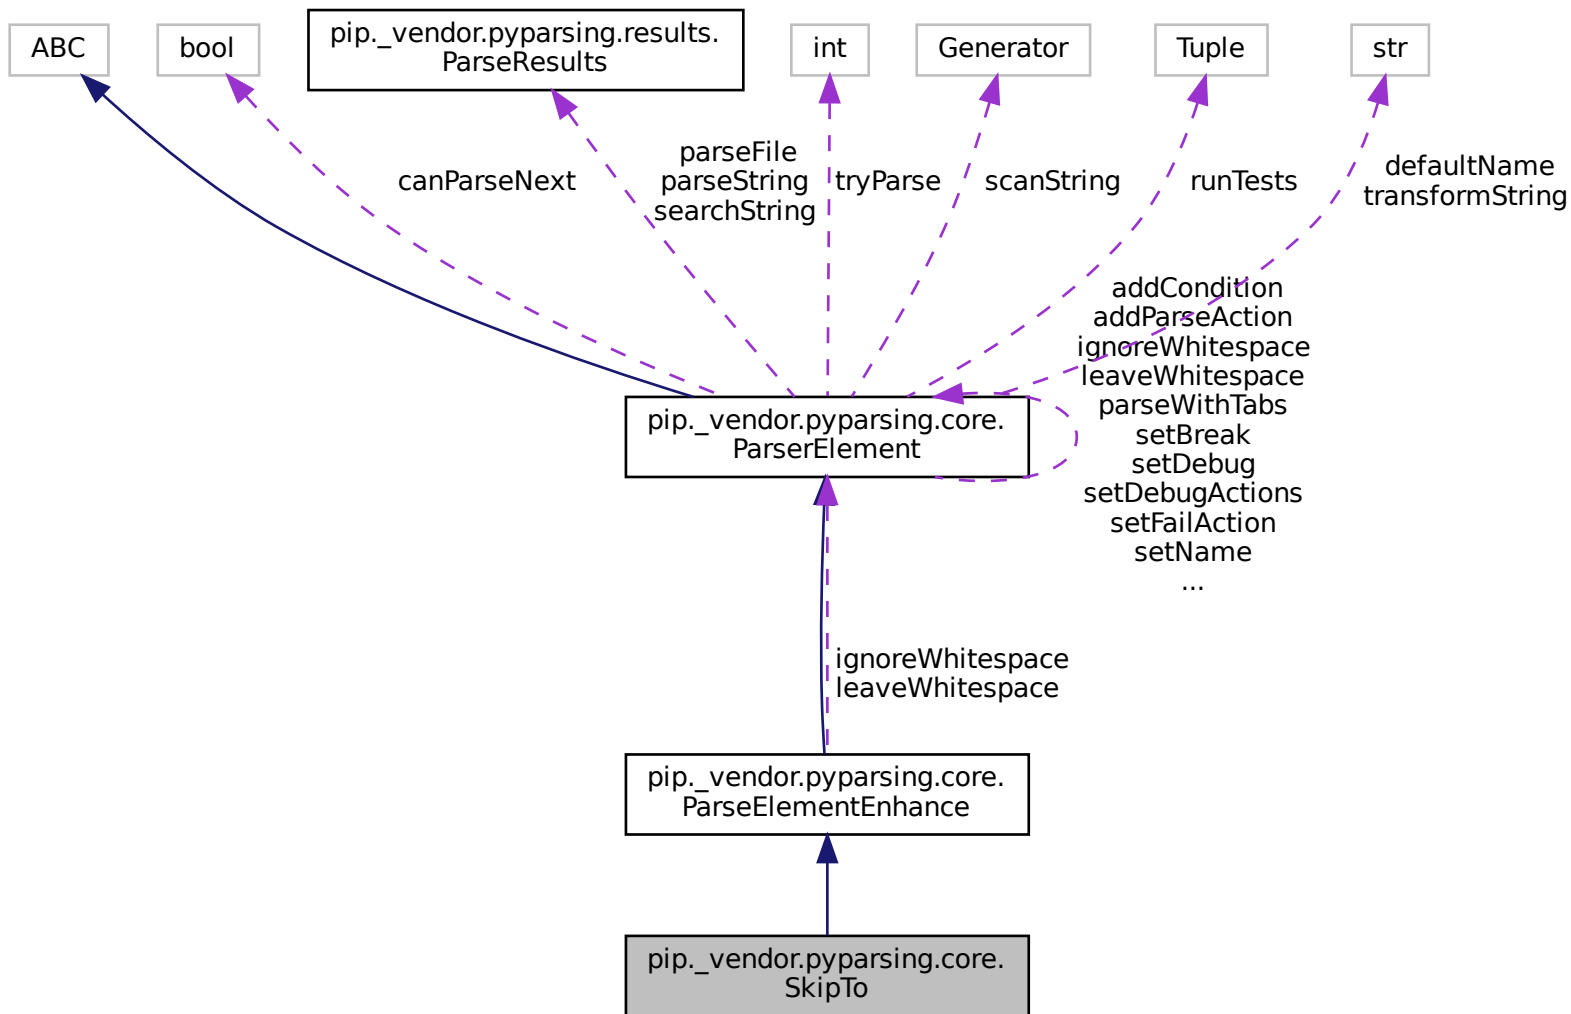 ABC
bool
pip._vendor.pyparsing.results.
ParseResults
int
Generator
Tuple
str
canParseNext
parseFile
parseString
searchString
tryParse
scanString
runTests
defaultName
transformString
addCondition
addParseAction
ignoreWhitespace
leaveWhitespace
parseWithTabs
setBreak
setDebug
setDebugActions
setFailAction
setName
...
pip._vendor.pyparsing.core.
ParserElement
ignoreWhitespace
leaveWhitespace
pip._vendor.pyparsing.core.
ParseElementEnhance
pip._vendor.pyparsing.core.
SkipTo